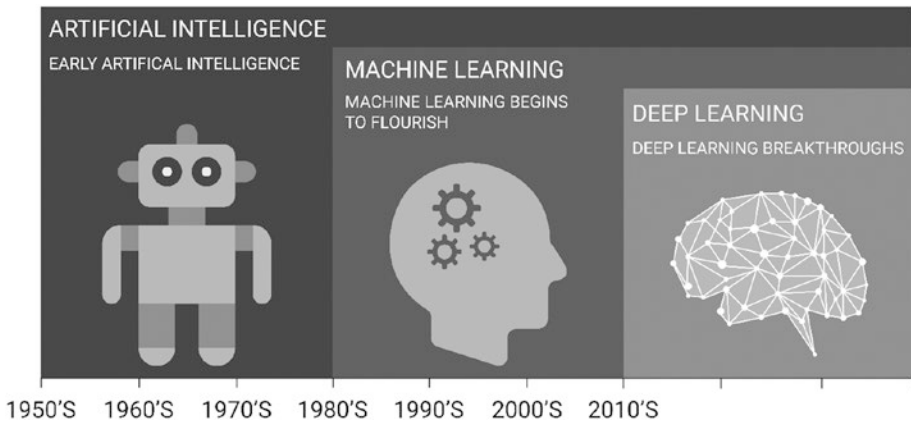 ARTIFICIAL INTELLIGENCE
EARLY ARTIFICAL INTELLIGENCE
MACHINE LEARNING
MACHINE LEARNING BEGINS
TO FLOURISH
DEEP LEARNING
DEEP LEARNING BREAKTHROUGHS
1950'S 1960'S 1970'S 1980'S 1990'S 2000'S 2010'S